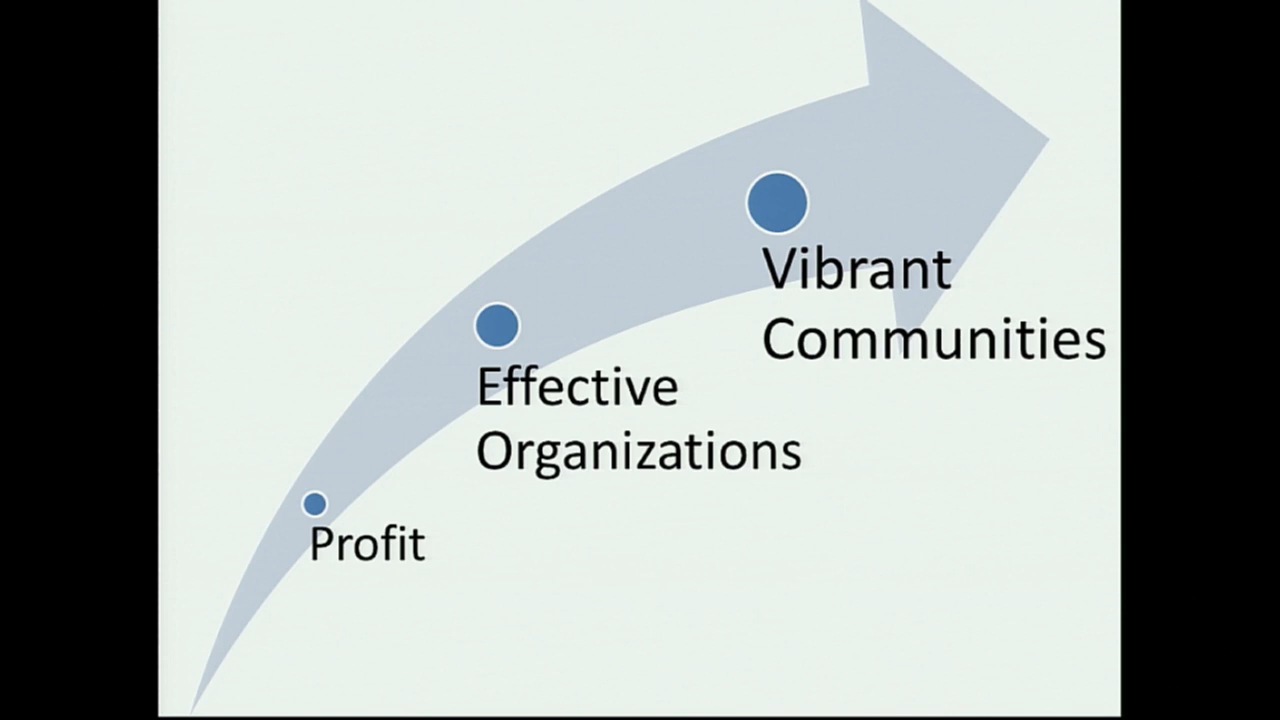 Vibrant
Communities
Effective
Organizations
Profit